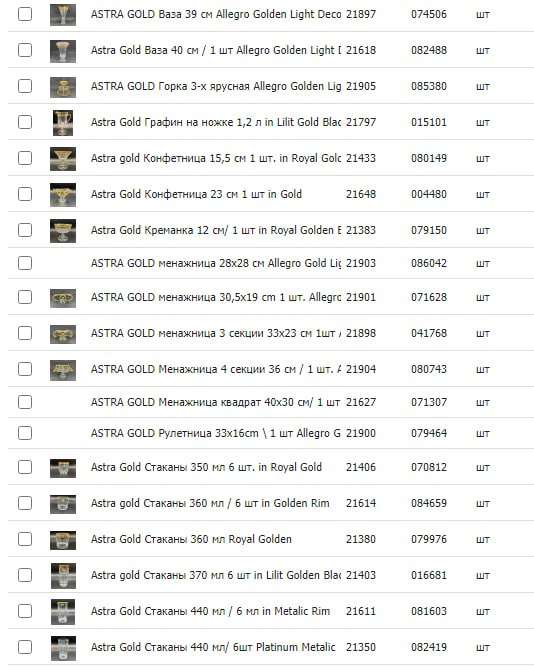 ASTRA GOLD Ваза 39 см Allegro Golden Light Deco 21897 074506 шт
Astra Gold Ваза 40 см / 1 шт Allegro Golden Light D 21618 082488 шт
ASTRA GOLD Горка 3-х ярусная Allegro Golden Lig 21905 085380 шт
Astra Gold Графин на ножке 1,2 л in Lilit Gold Blac 21797 015101 шт
Astra gold Конфетница 15,5 см 1 шт. in Royal Gold 21433 080149 шт
Astra Gold Конфетница 23 см 1 шт in Gold 21648 004480 шт
Astra Gold Креманка 12 см/ 1 шт in Royal Golden B 21383 079150 шт
ASTRA GOLD менажница 28х28 см Allegro Gold Lig 21903 086042 шт
ASTRA GOLD менажница 30,5х19 cm 1 шт. Allegro 21901 071628 шт
ASTRA GOLD менажница 3 секции 33х23 см 1шт A 21898 041768 шт
ASTRA GOLD Менажница 4 секции 36 см / 1 шт. A 21904 080743 шт
ASTRA GOLD Менажница квадрат 40х30 см/ 1 шт 21627 071307 шт
ASTRA GOLD Рулетница 33х16cm \ 1 шт Allegro G 21900 079464 шт
Astra Gold Стаканы 350 мл 6 шт. in Royal Gold 21406 070812 шт
Astra gold Стаканы 360 мл / 6 шт in Golden Rim 21614 084659 шт
Astra Gold Стаканы 360 мл Royal Golden 21380 079976 шт
Astra gold Стаканы 370 мл 6 шт in Lilit Golden Blac 21403 016681 шт
Astra Gold Стаканы 440 мл / 6 мл in Metalic Rim 21611 081603 шт
Astra Gold Стаканы 440 мл/ 6шт Platinum Metalic 21350 082419 шт